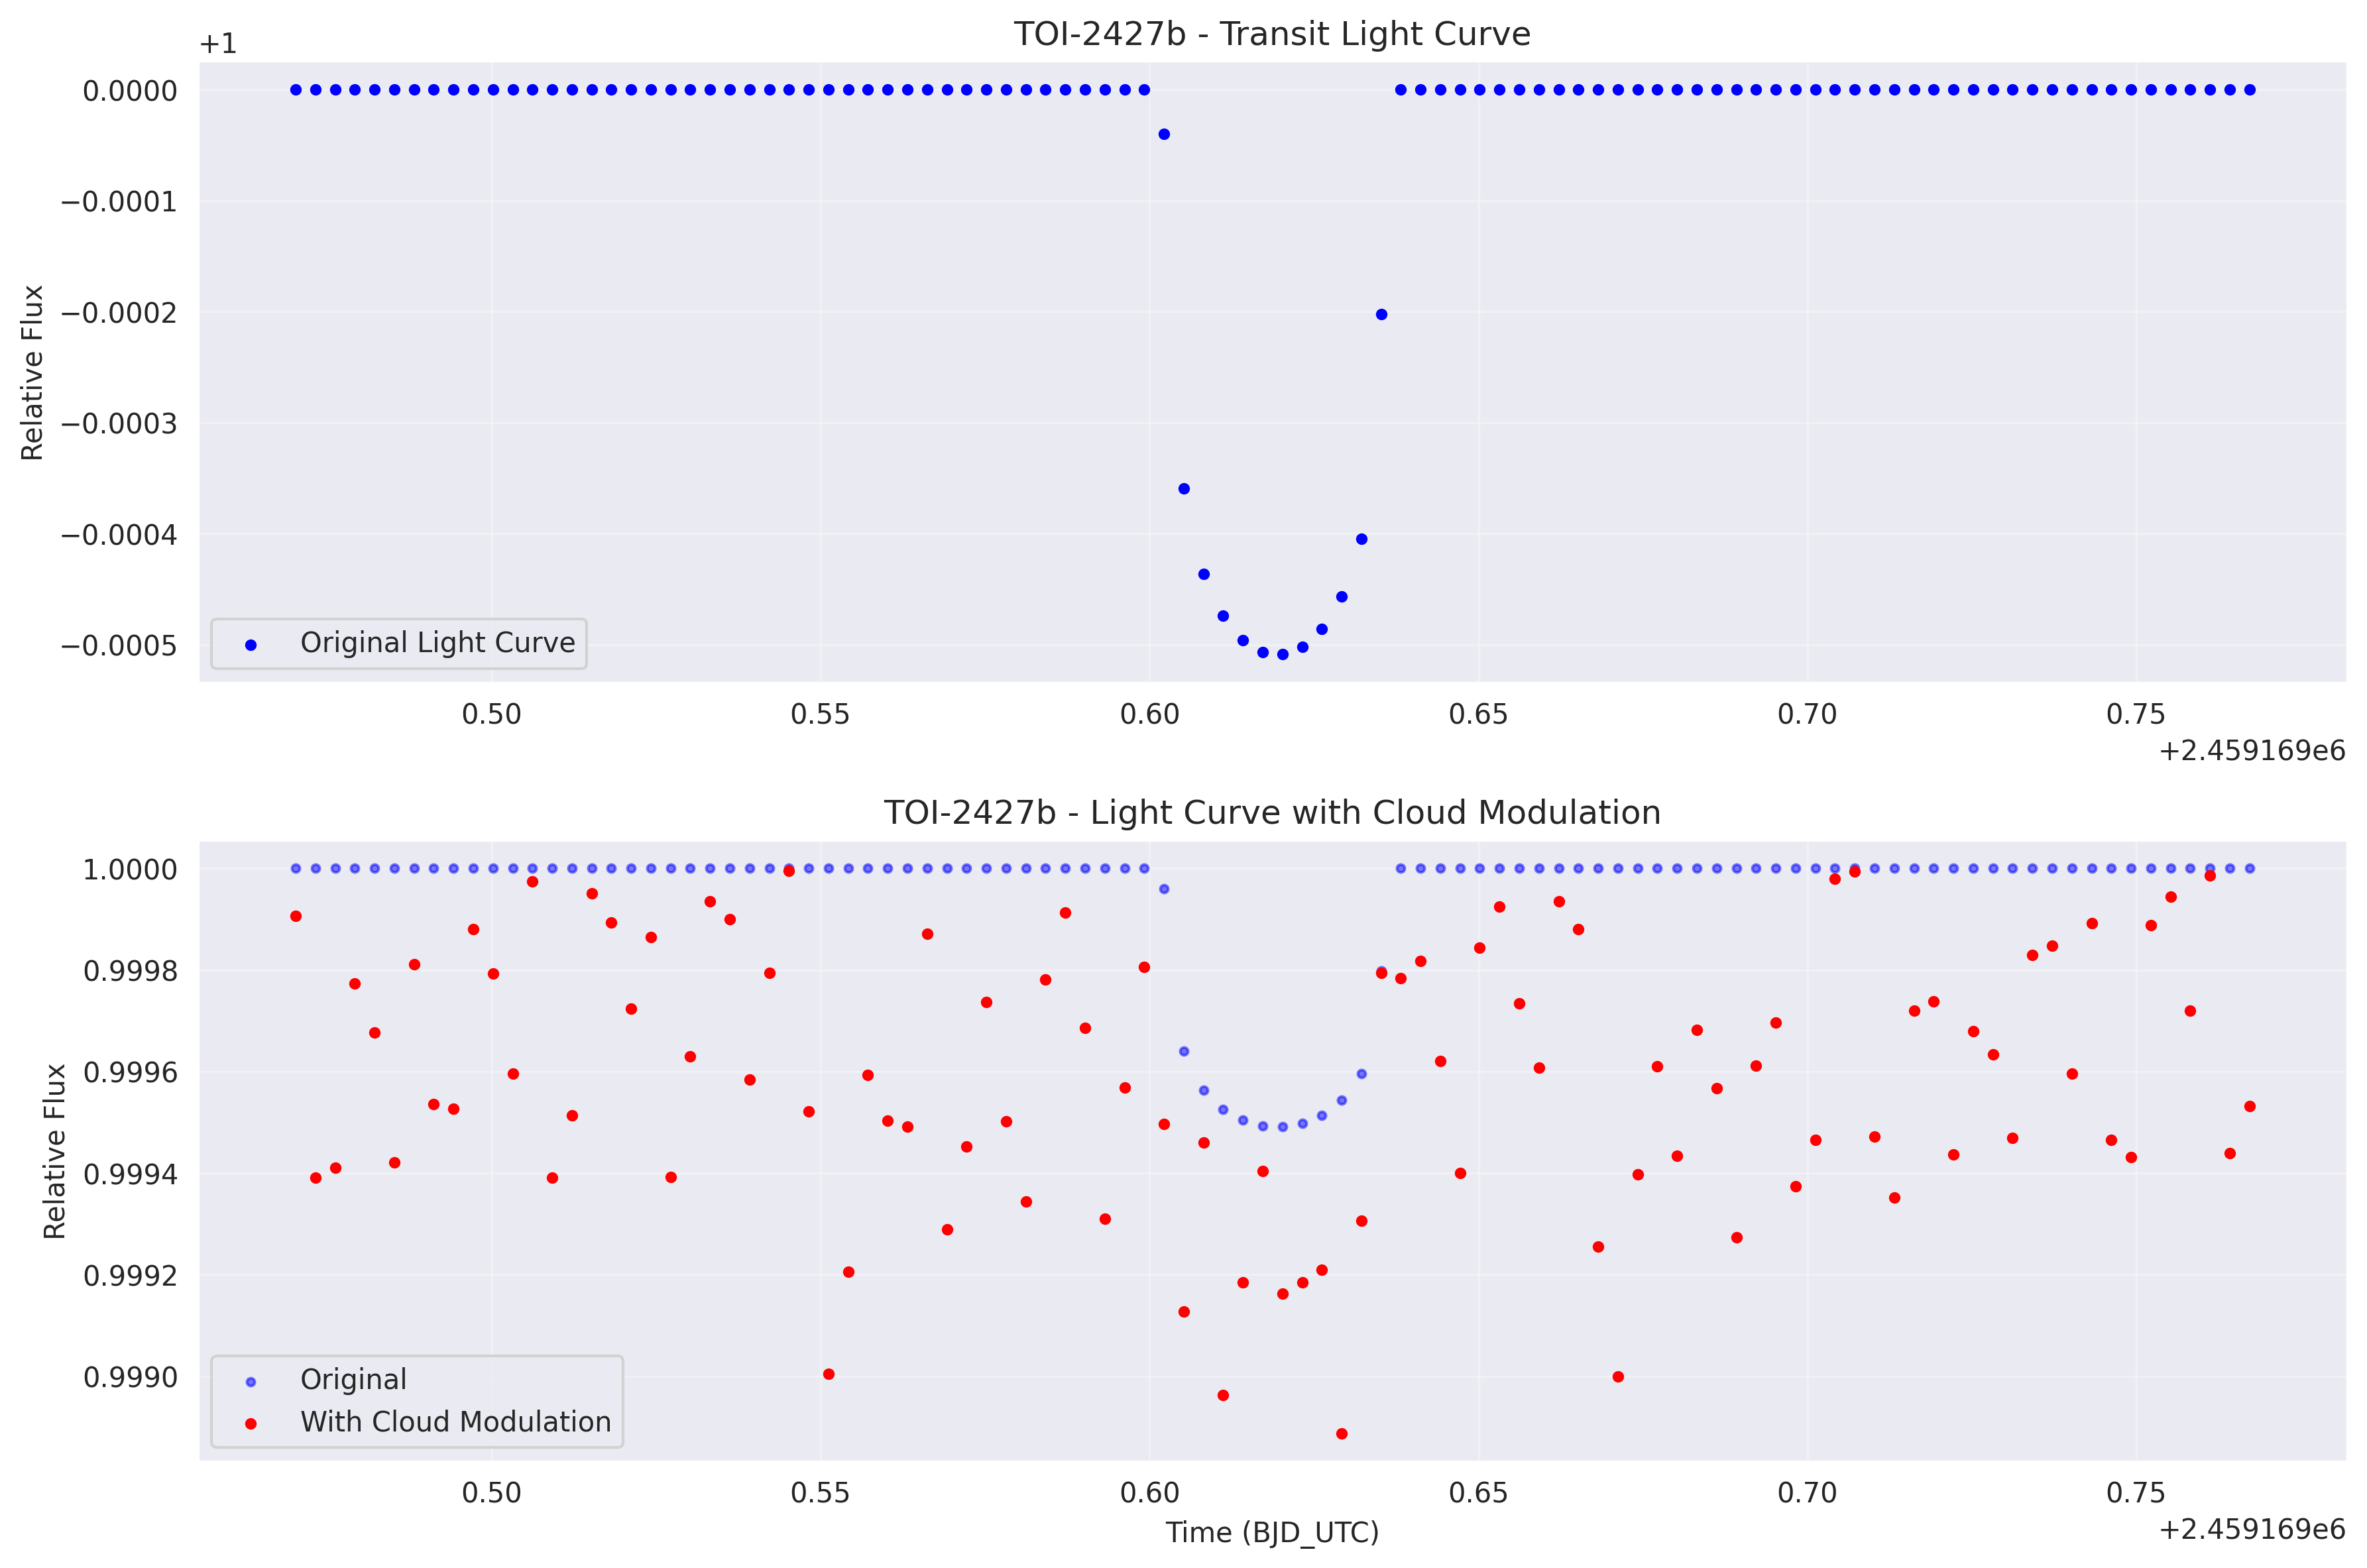 TOI-2427b - Transit Light Curve
+1
0.0000
−0.0001
−0.0002
−0.0003
−0.0004
−0.0005
Relative Flux
Original Light Curve
0.50 0.55 0.60 0.65 0.70 0.75
+2.459169e6
TOI-2427b - Light Curve with Cloud Modulation
1.0000
0.9998
0.9996
0.9994
0.9992
0.9990
Relative Flux
Original
With Cloud Modulation
0.50 0.55 0.60 0.65 0.70 0.75
Time (BJD_UTC)
+2.459169e6